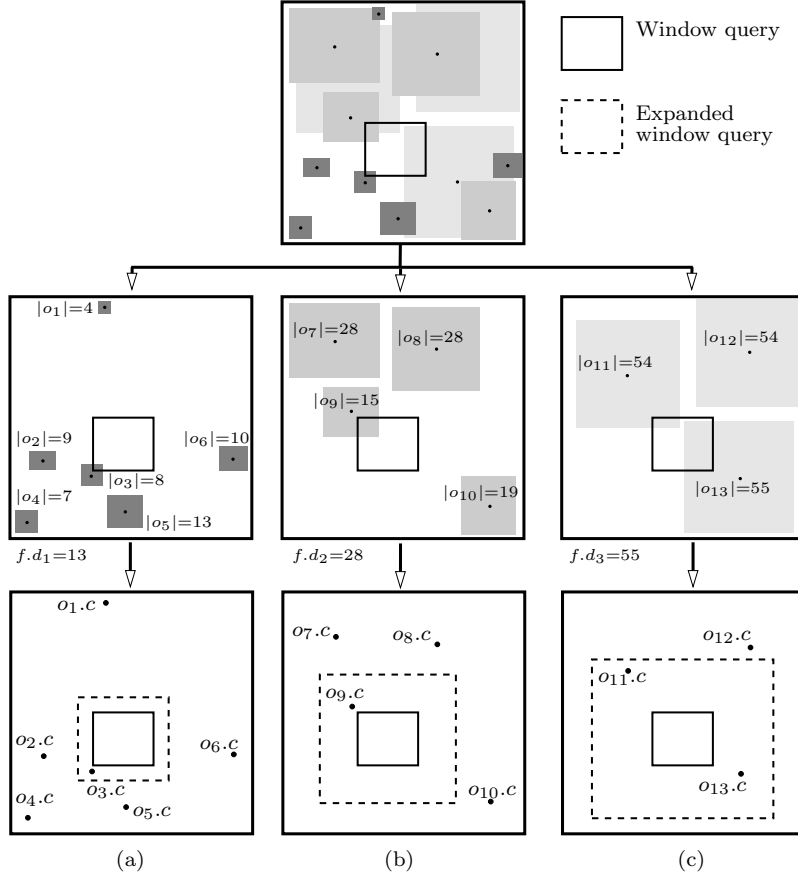 Window query
Expanded
window query
|o₁|=4
|o₂|=9
|o₆|=10
|o₃|=8
|o₄|=7
|o₅|=13
f.d₁=13
|o₇|=28
|o₈|=28
|o₉|=15
|o₁₀|=19
f.d₂=28
|o₁₂|=54
|o₁₁|=54
|o₁₃|=55
f.d₃=55
o₁.c
o₂.c
o₆.c
o₃.c
o₄.c
o₅.c
(a)
o₇.c
o₈.c
o₉.c
o₁₀.c
(b)
o₁₂.c
o₁₁.c
o₁₃.c
(c)